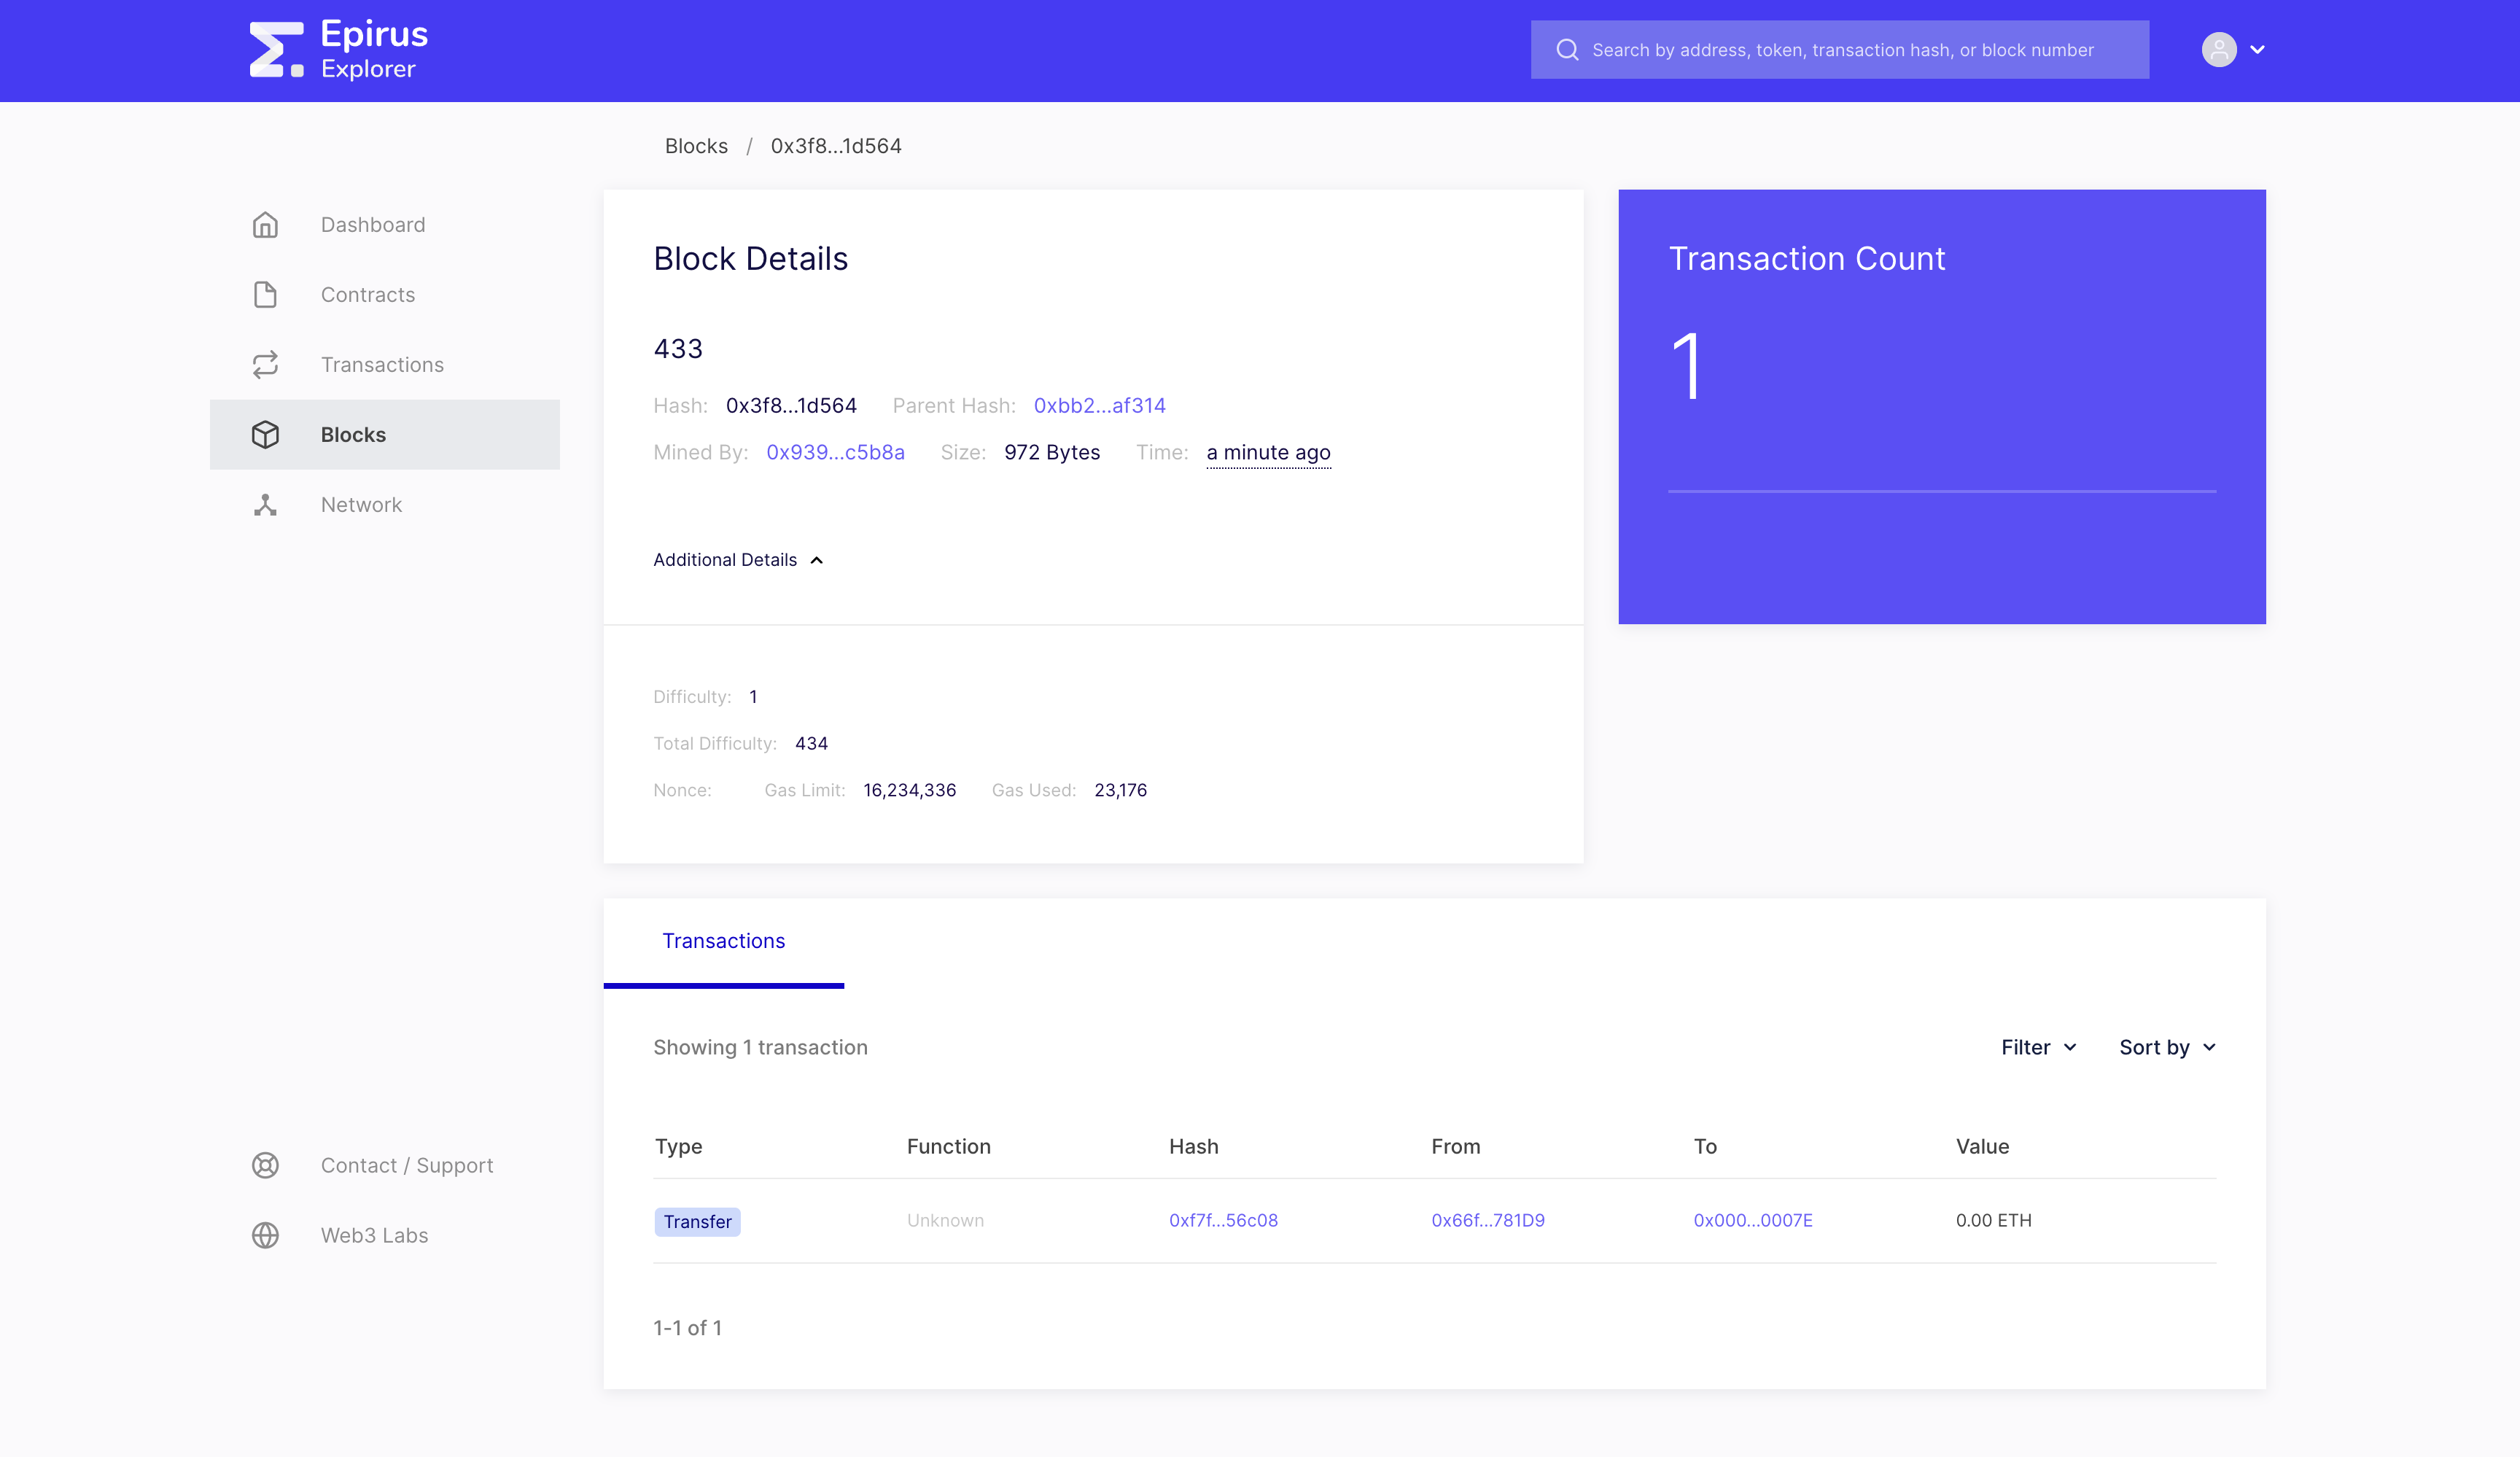 Epirus
Explorer
Search by address, token, transaction hash, or block number
Blocks / 0x3f8...1d564
Dashboard
Contracts
Transactions
Blocks
Network
Contact / Support
Web3 Labs
Block Details
433
Hash: 0x3f8...1d564 Parent Hash: 0xbb2...af314
Mined By: 0x939...c5b8a Size: 972 Bytes Time: a minute ago
Additional Details
Difficulty: 1
Total Difficulty: 434
Nonce: Gas Limit: 16,234,336 Gas Used: 23,176
Transaction Count
1
Transactions
Showing 1 transaction
Filter Sort by
Type Function Hash From To Value
Transfer Unknown 0xf7f...56c08 0x66f...781D9 0x000...0007E 0.00 ETH
1-1 of 1